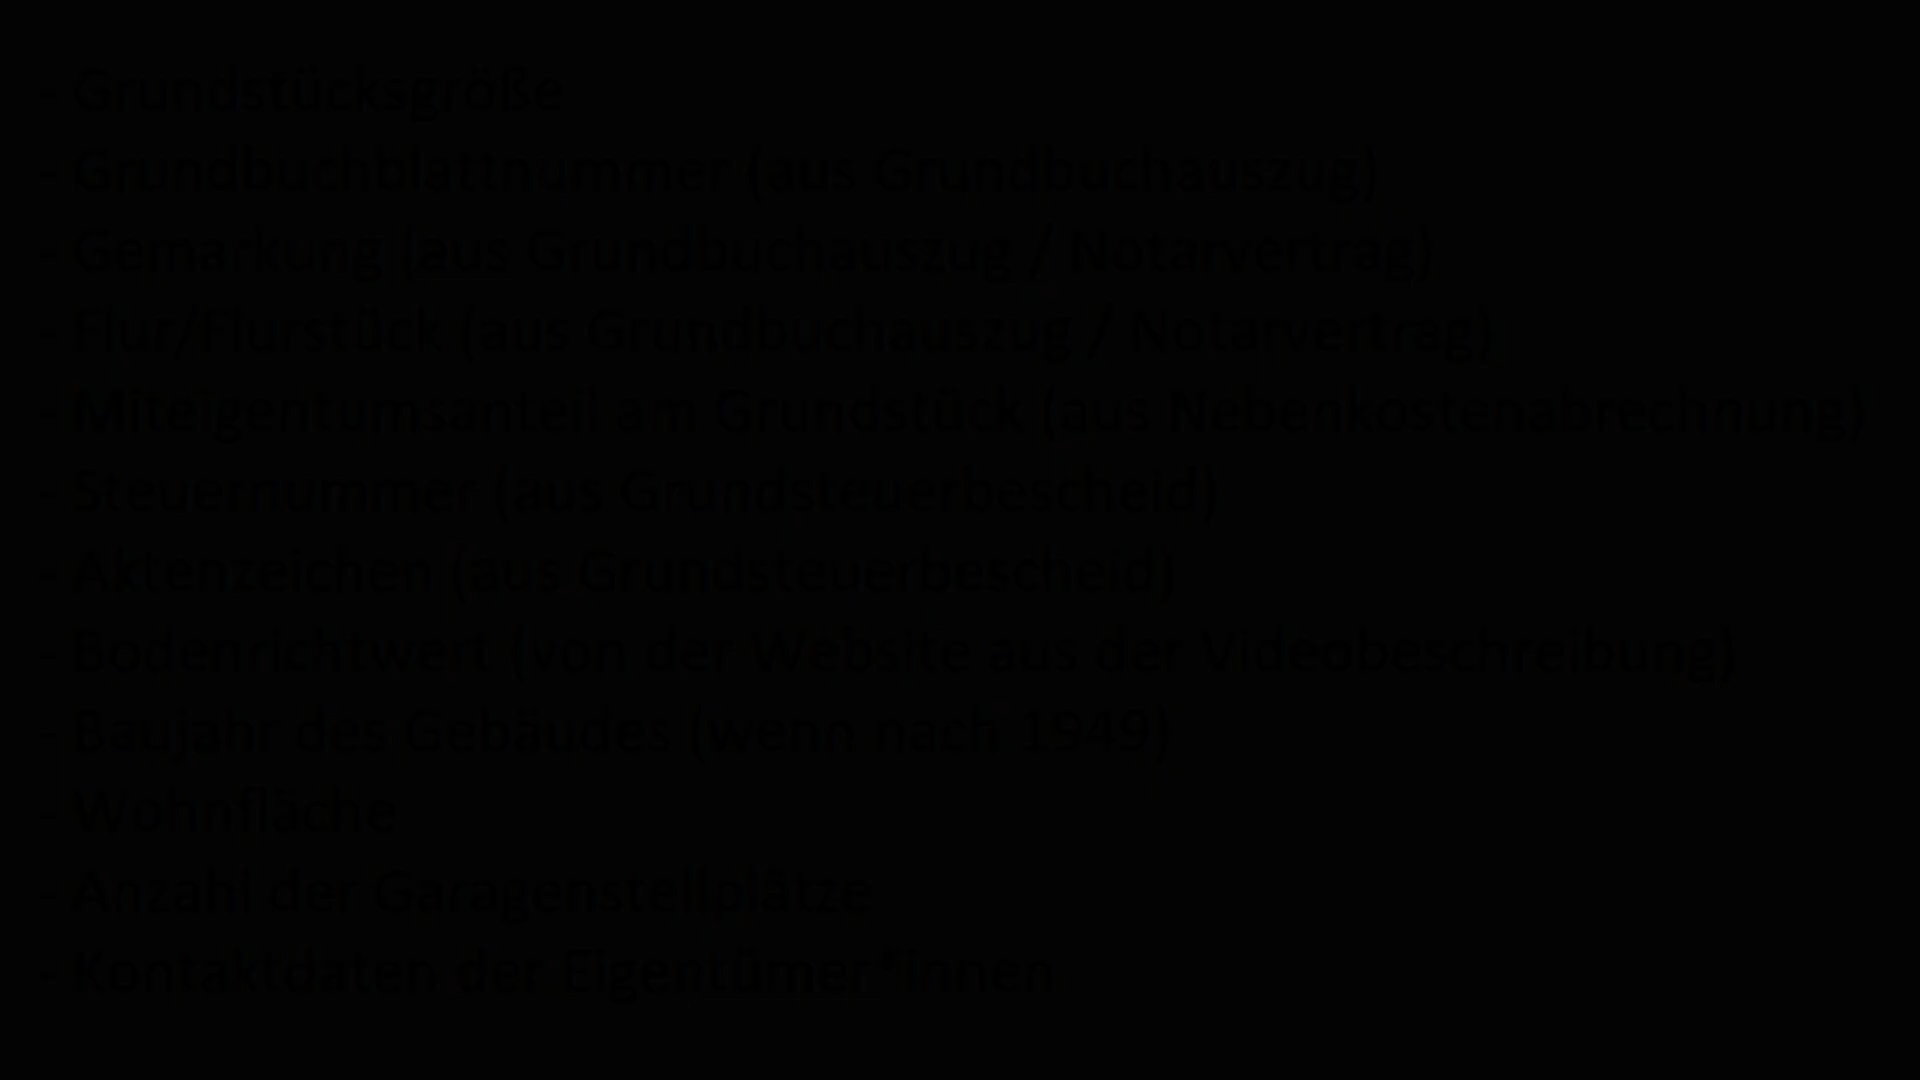 - Grundstücksgröße
- Grundbuchblattnummer (aus Grundbuchauszug)
- Gemarkung (aus Grundbuchauszug / Notarvertrag)
- Flur/Flurstück (aus Grundbuchauszug / Notarvertrag)
- Miteigentumsanteil am Grundstück (aus Nebenkostenabrechnung)
- Steuernummer (aus Grundsteuerbescheid)
- Aktenzeichen (aus Grundsteuerbescheid)
- Bodenrichtwert (von der Website aus der Videobeschreibung)
- Baujahr des Gebäudes (wenn nach 1949)
- Wohnfläche
- Anzahl der Garagenstellplätze
- Kontaktdaten der Eigentümer*innen